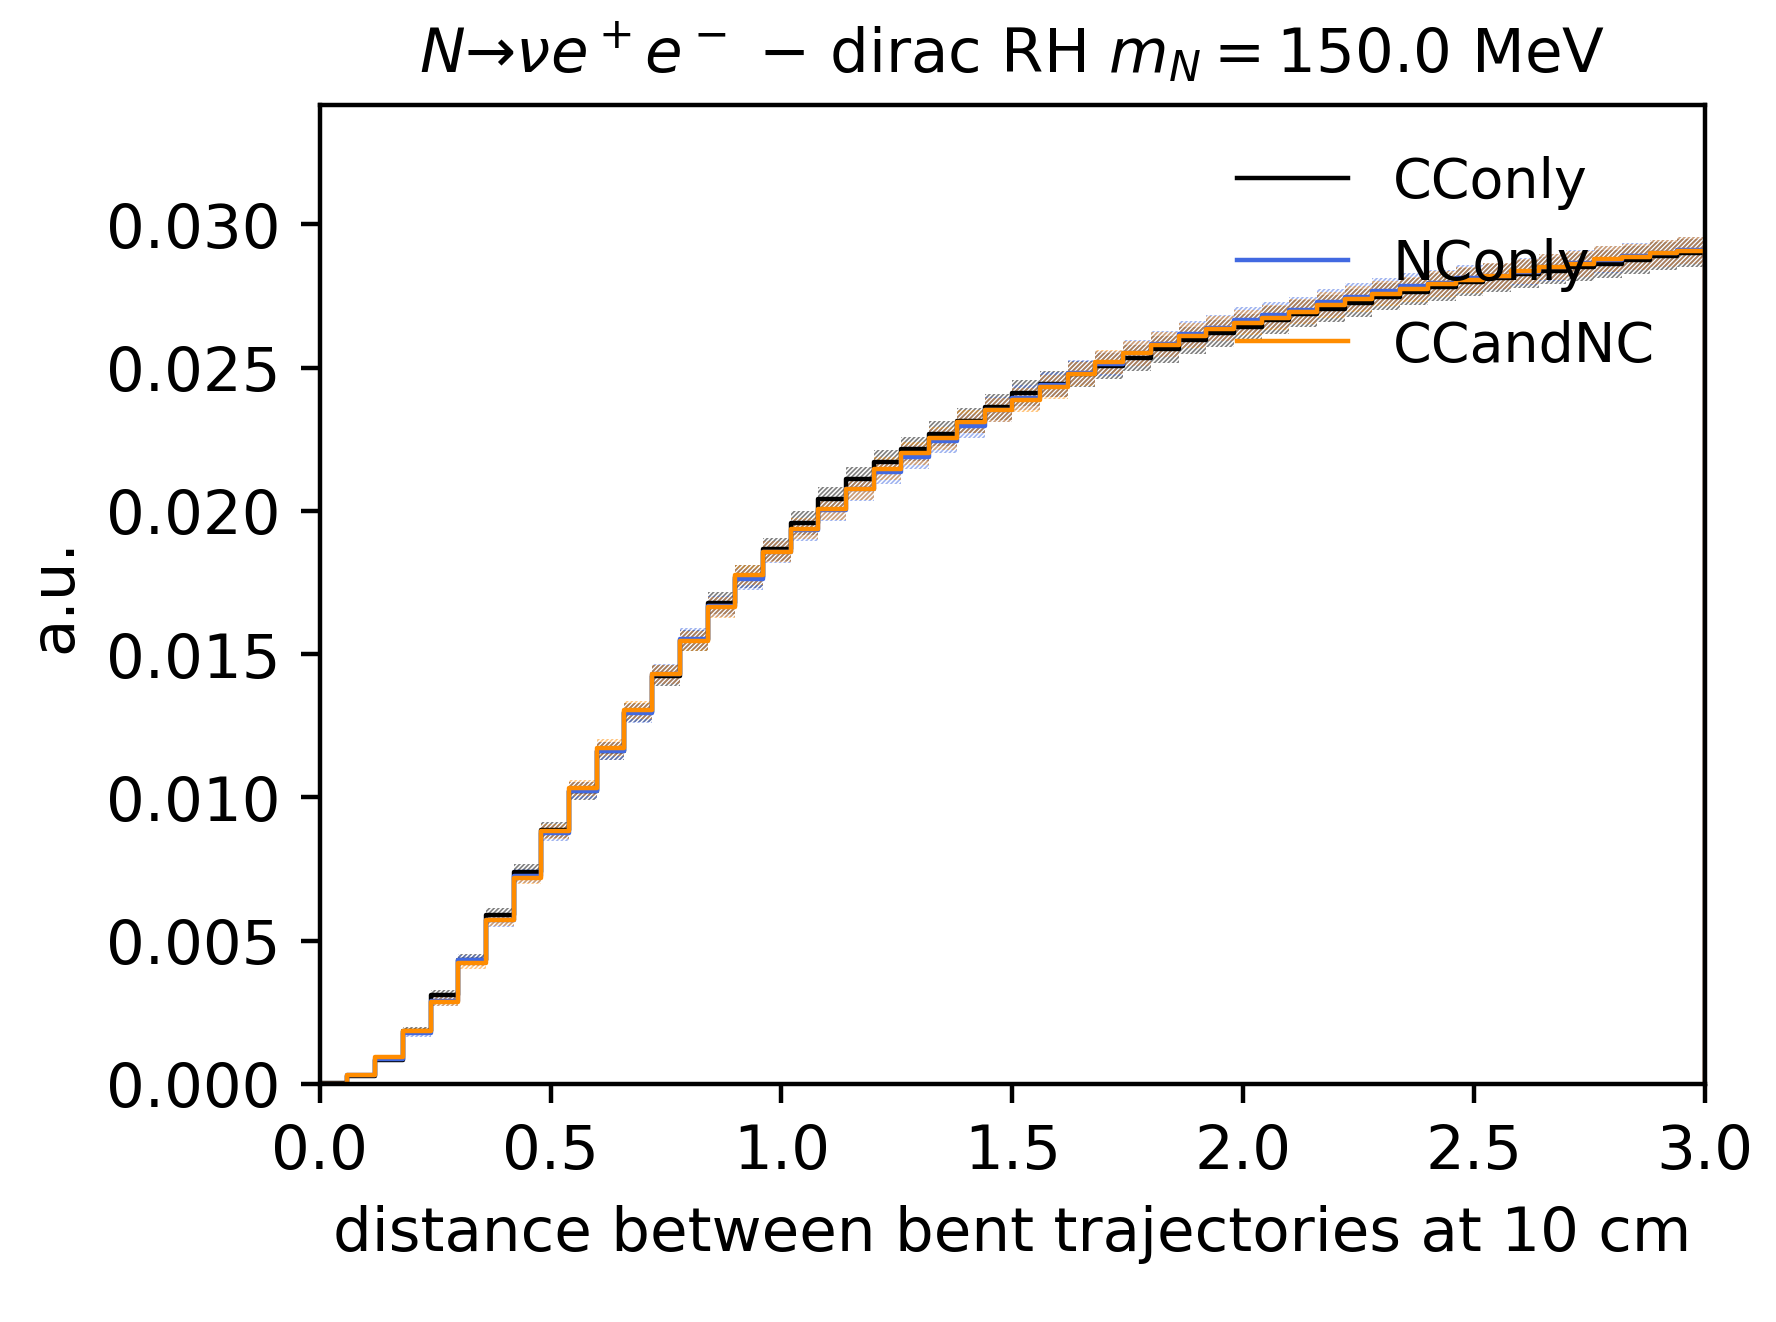 N→νe⁺e⁻ − dirac RH m_N = 150.0 MeV
CConly
NConly
CCandNC
0.030
0.025
0.020
0.015
0.010
0.005
0.000
a.u.
0.0 0.5 1.0 1.5 2.0 2.5 3.0
distance between bent trajectories at 10 cm